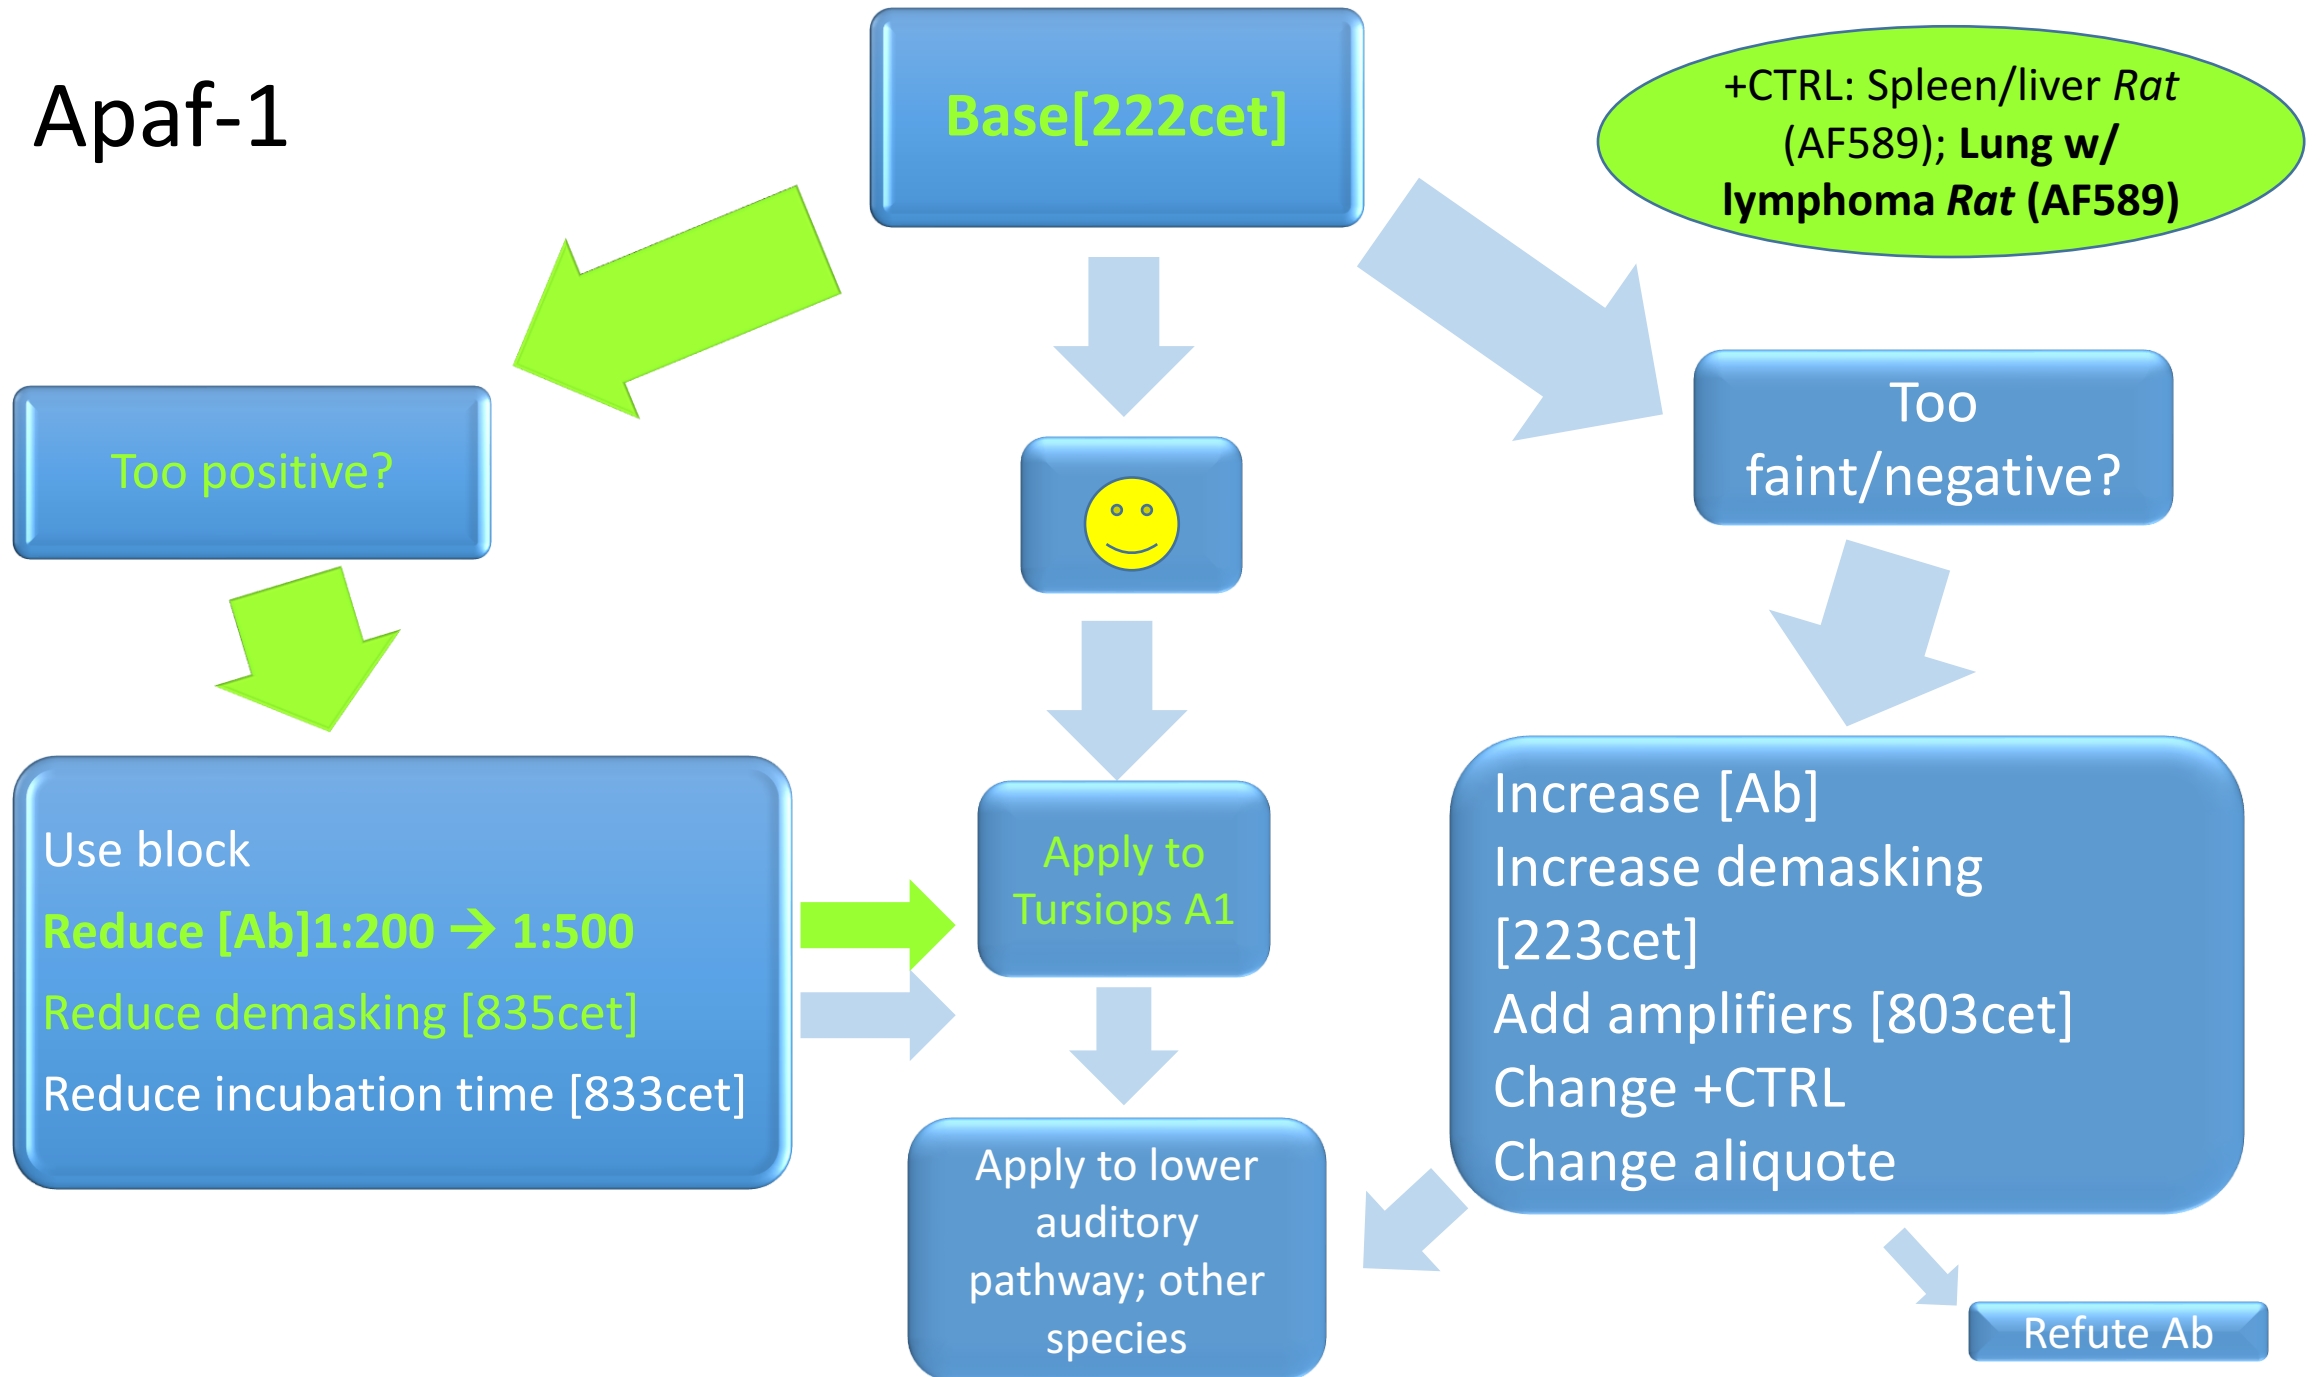 Apaf-1
Base[222cet]
+CTRL: Spleen/liver Rat
(AF589); Lung w/
lymphoma Rat (AF589)
Too positive?
Too
faint/negative?
Use block
Reduce [Ab]1:200 → 1:500
Reduce demasking [835cet]
Reduce incubation time [833cet]
Apply to
Tursiops A1
Increase [Ab]
Increase demasking
[223cet]
Add amplifiers [803cet]
Change +CTRL
Change aliquote
Apply to lower
auditory
pathway; other
species
Refute Ab